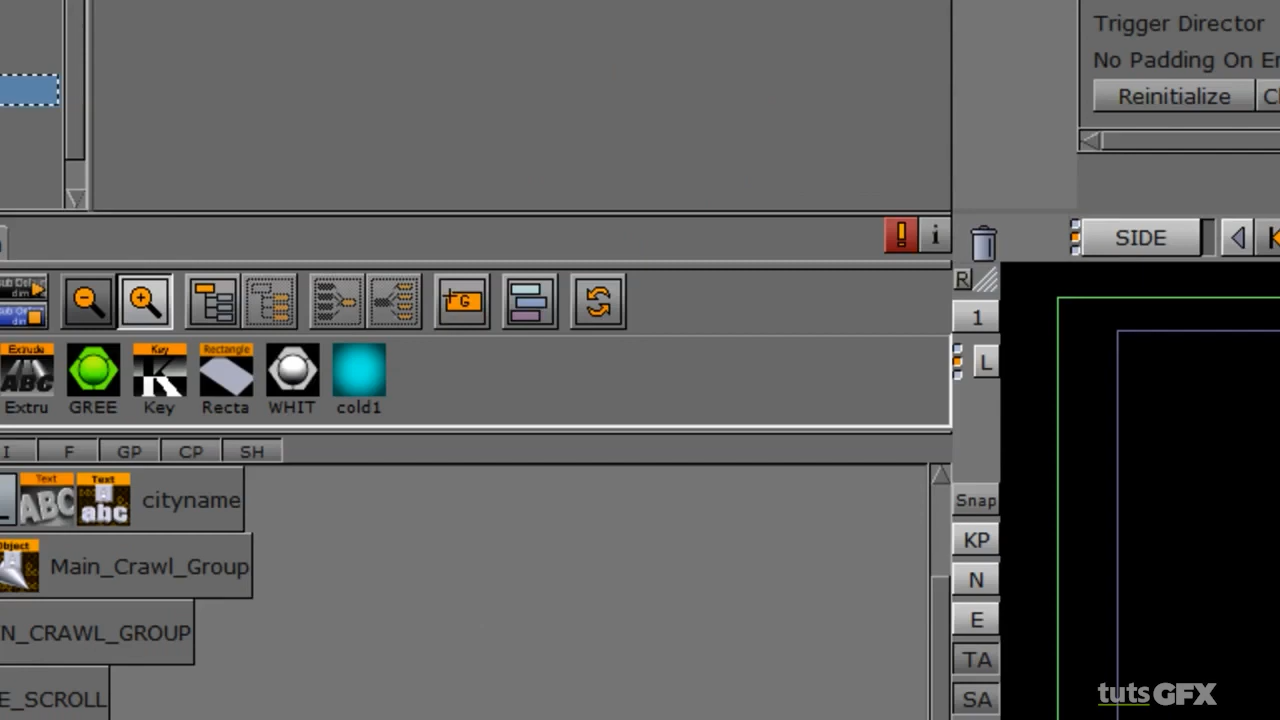 Trigger Director
No Padding On
Reinitialize
SIDE
i
R
G
1
L
Extrude
Key
Rectangle
ABC
K
Extru
GREE
Key
Recta
WHIT
cold1
I
F
GP
CP
SH
Text
Text
ABC
abc
cityname
Snap
KP
Object
Main_Crawl_Group
N
E
N_CRAWL_GROUP
TA
E_SCROLL
SA
tutsGFX